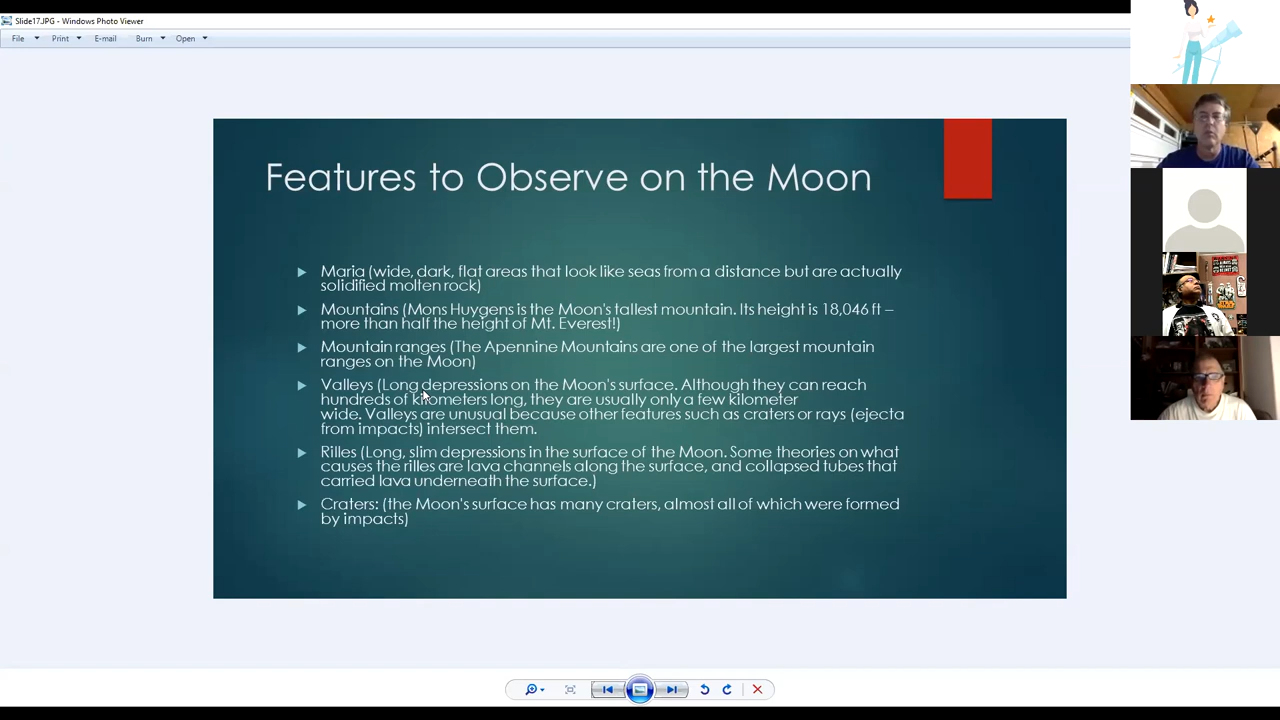 Slide17.JPG - Windows Photo Viewer
File Print E-mail Burn Open
Features to Observe on the Moon
Maria (wide, dark, flat areas that look like seas from a distance but are actually
solidified molten rock)
Mountains (Mons Huygens is the Moon's tallest mountain. Its height is 18,046 ft –
more than half the height of Mt. Everest!)
Mountain ranges (The Apennine Mountains are one of the largest mountain
ranges on the Moon)
Valleys (Long depressions on the Moon's surface. Although they can reach
hundreds of kilometers long, they are usually only a few kilometer
wide. Valleys are unusual because other features such as craters or rays (ejecta
from impacts) intersect them.
Rilles (Long, slim depressions in the surface of the Moon. Some theories on what
causes the rilles are lava channels along the surface, and collapsed tubes that
carried lava underneath the surface.)
Craters: (the Moon's surface has many craters, almost all of which were formed
by impacts)